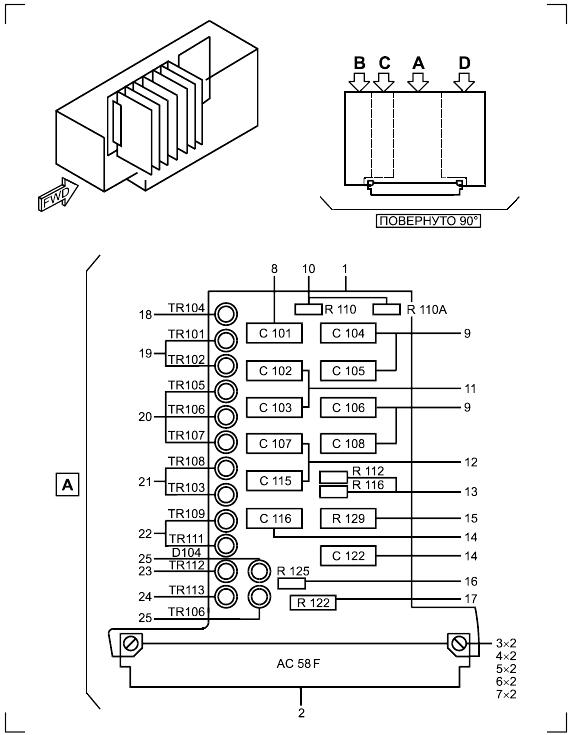 B C A D
FWD
ПОВЕРНУТО 90°
8 10 1
18 TR104
R 110 R 110A
TR101
C 101 C 104 9
19
TR102
C 102 C 105
TR105
11
20 TR106
C 103 C 106 9
TR107
C 107 C 108
TR108
12
21
C 115 R 112
R 116
A
TR103
13
TR109
C 116 R 129 15
22
TR111
14
25 D104
C 122 14
23 TR112
R 125 16
24 TR113
R 122 17
25 TR106
3×2
4×2
AC 58 F
5×2
6×2
7×2
2